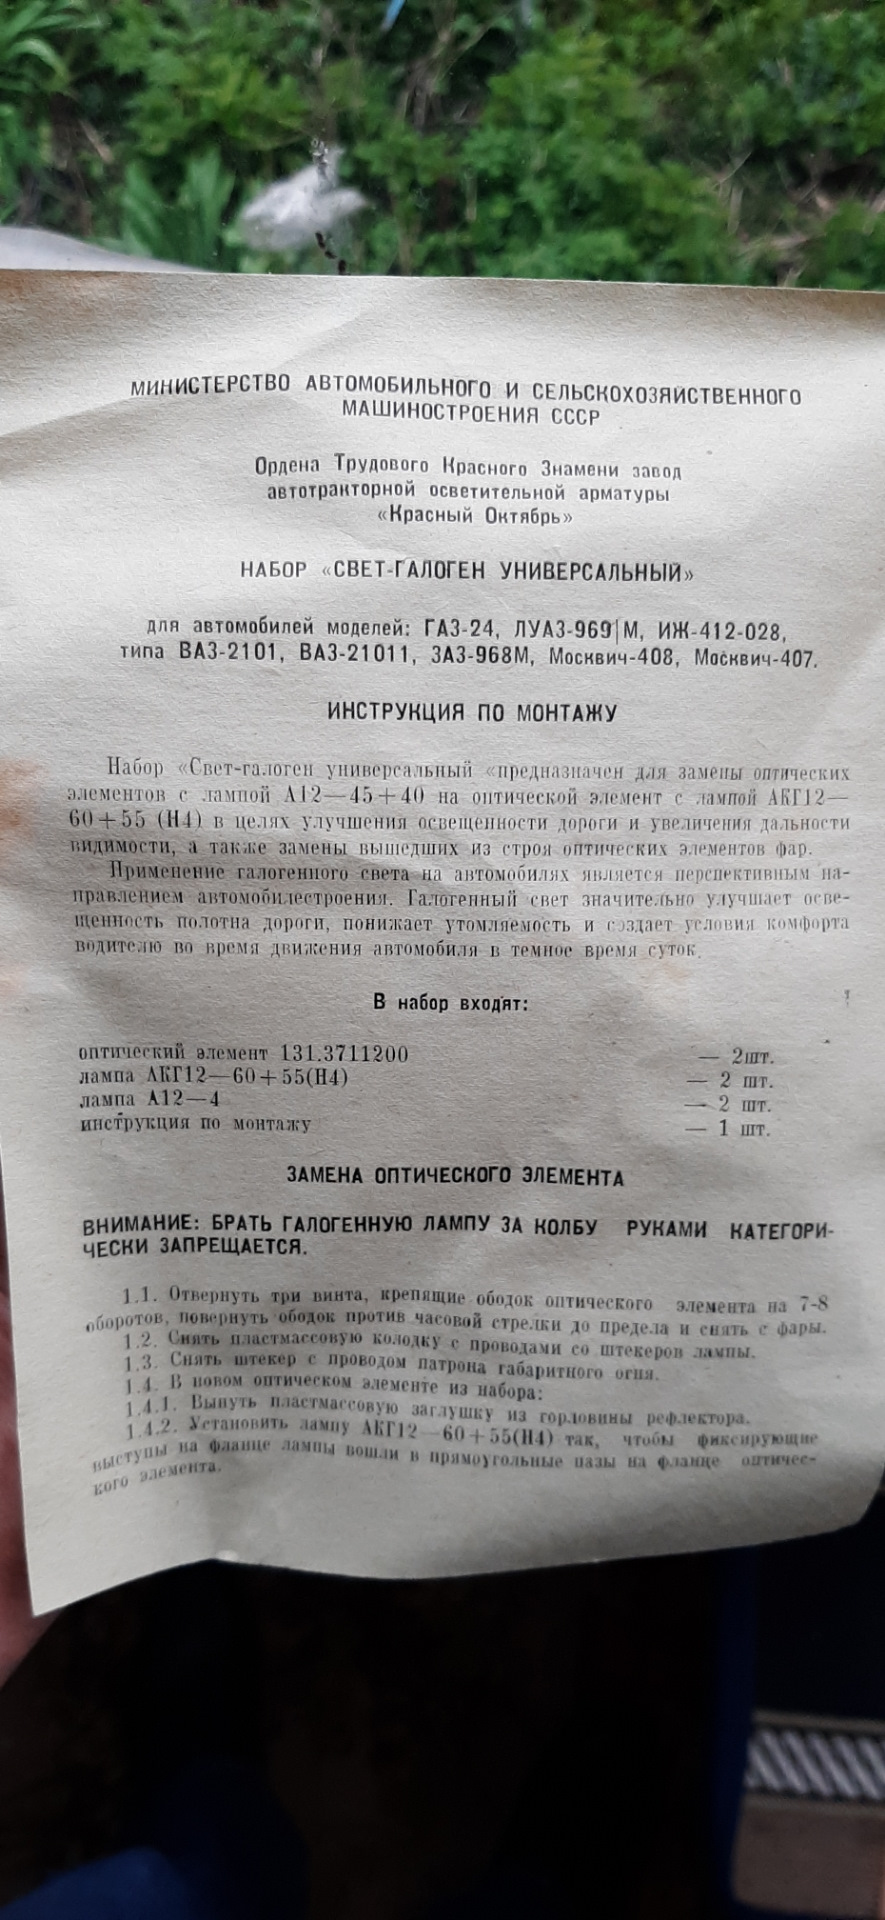 МИНИСТЕРСТВО АВТОМОБИЛЬНОГО И СЕЛЬСКОХОЗЯЙСТВЕННОГО
МАШИНОСТРОЕНИЯ СССР
Ордена Трудового Красного Знамени завод
автотракторной осветительной арматуры
«Красный Октябрь»
НАБОР «СВЕТ-ГАЛОГЕН УНИВЕРСАЛЬНЫЙ»
для автомобилей моделей: ГАЗ-24, ЛУАЗ-969|М, ИЖ-412-028,
типа ВАЗ-2101, ВАЗ-21011, ЗАЗ-968М, Москвич-408, Москвич-407.
ИНСТРУКЦИЯ ПО МОНТАЖУ
Набор «Свет-галоген универсальный «предназначен для замены оптических
элементов с лампой А12—45+40 на оптической элемент с лампой АКГ12—
60+55 (Н4) в целях улучшения освещенности дороги и увеличения дальности
видимости, а также замены вышедших из строя оптических элементов фар.
Применение галогенного света на автомобилях является перспективным на-
правлением автомобилестроения. Галогенный свет значительно улучшает осве-
щенность полотна дороги, понижает утомляемость и создает условия комфорта
водителю во время движения автомобиля в темное время суток.
В набор входят:
оптический элемент 131.3711200 — 2шт.
лампа АКГ12—60+55(Н4) — 2 шт.
лампа А12—4 — 2 шт.
инструкция по монтажу — 1 шт.
ЗАМЕНА ОПТИЧЕСКОГО ЭЛЕМЕНТА
ВНИМАНИЕ: БРАТЬ ГАЛОГЕННУЮ ЛАМПУ ЗА КОЛБУ РУКАМИ КАТЕГОРИ-
ЧЕСКИ ЗАПРЕЩАЕТСЯ.
1.1. Отвернуть три винта, крепящие ободок оптического элемента на 7-8
оборотов, повернуть ободок против часовой стрелки до предела и снять с фары.
1.2. Снять пластмассовую колодку с проводами со штекеров лампы.
1.3. Снять штекер с проводом патрона габаритного огня.
1.4. В новом оптическом элементе из набора:
1.4.1. Вынуть пластмассовую заглушку из горловины рефлектора.
1.4.2. Установить лампу АКГ12—60+55(Н4) так, чтобы фиксирующие
выступы на фланце лампы вошли в прямоугольные пазы на фланце оптичес-
кого элемента.